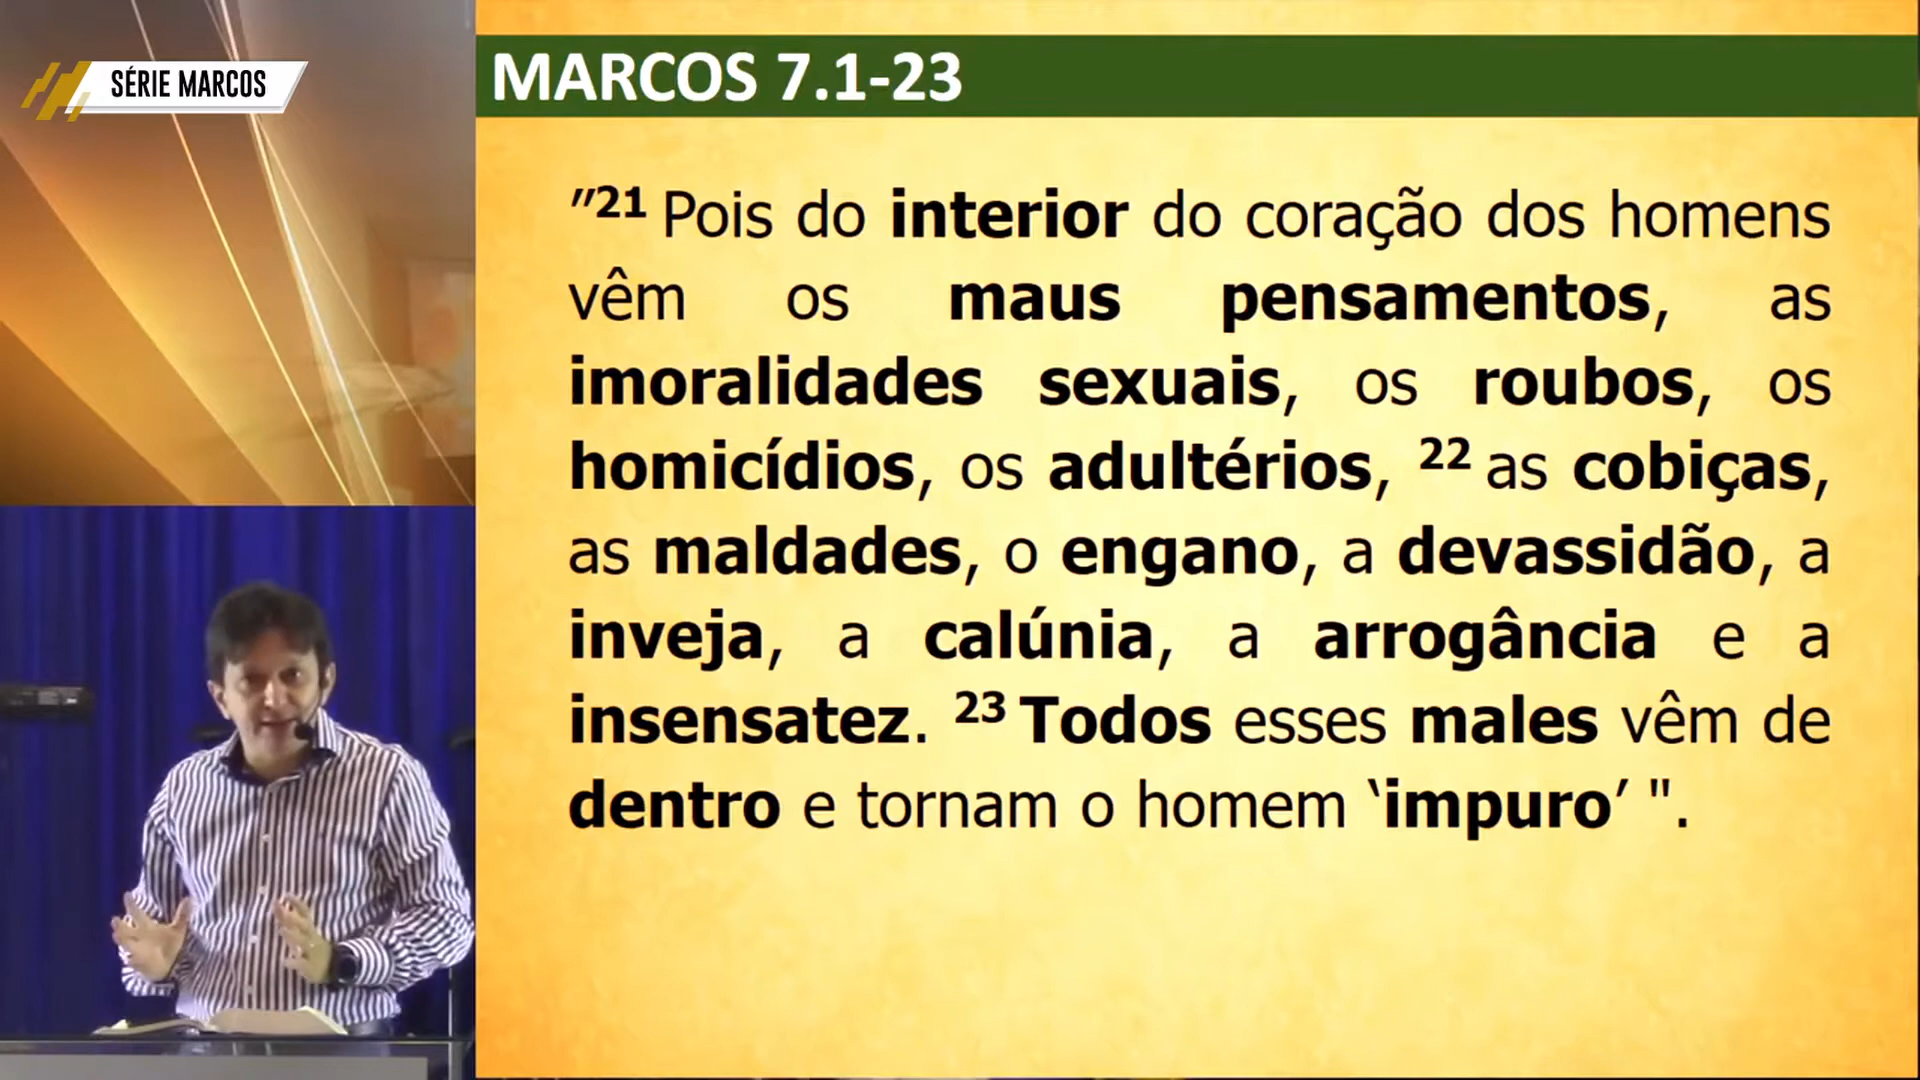 SÉRIE MARCOS
MARCOS 7.1-23
"21 Pois do interior do coração dos homens
vêm os maus pensamentos, as
imoralidades sexuais, os roubos, os
homicídios, os adultérios, 22 as cobiças,
as maldades, o engano, a devassidão, a
inveja, a calúnia, a arrogância e a
insensatez. 23 Todos esses males vêm de
dentro e tornam o homem ‘impuro’ ".